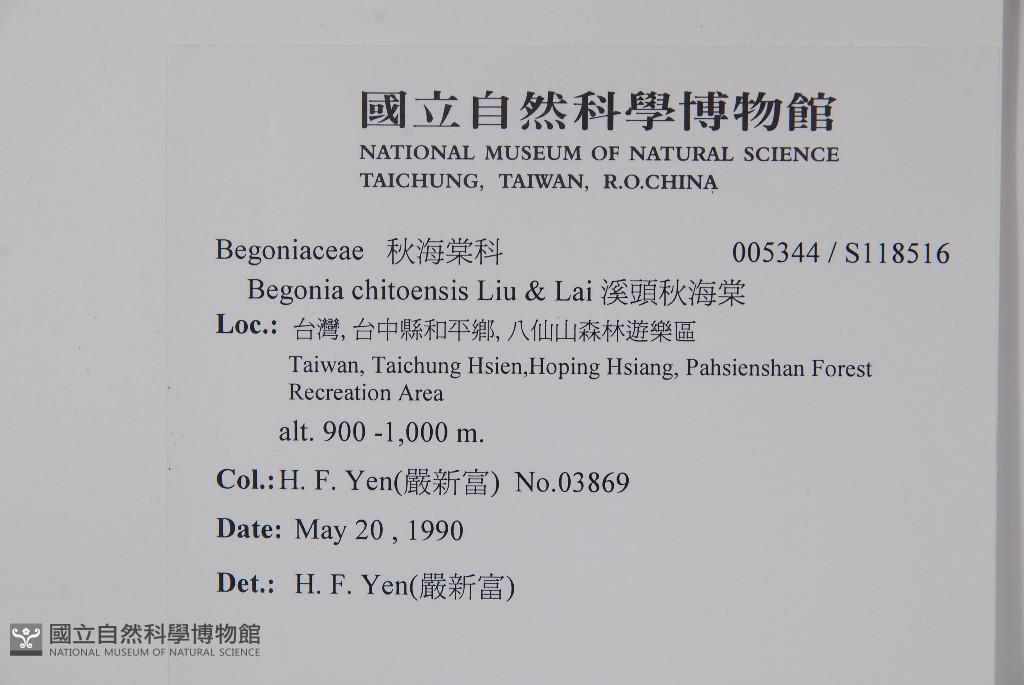 國立自然科學博物館
NATIONAL MUSEUM OF NATURAL SCIENCE
TAICHUNG, TAIWAN, R.O.CHINA
Begoniaceae 秋海棠科 005344 / S118516
Begonia chitoensis Liu & Lai 溪頭秋海棠
Loc.: 台灣, 台中縣和平鄉, 八仙山森林遊樂區
Taiwan, Taichung Hsien,Hoping Hsiang, Pahsienshan Forest
Recreation Area
alt. 900 -1,000 m.
Col.: H. F. Yen(嚴新富) No.03869
Date: May 20 , 1990
Det.: H. F. Yen(嚴新富)
國立自然科學博物館
NATIONAL MUSEUM OF NATURAL SCIENCE